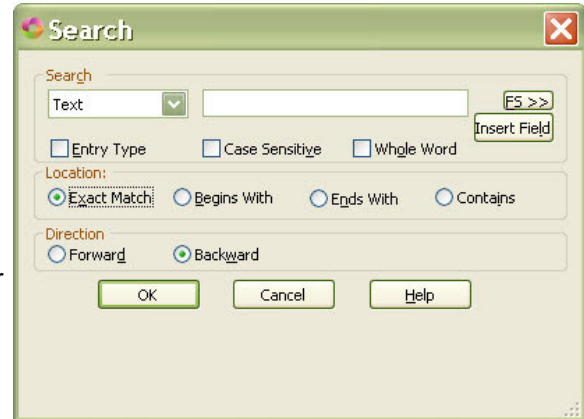 Search
Search
Text FS >>
Insert Field
Entry Type Case Sensitive Whole Word
Location:
Exact Match Begins With Ends With Contains
Direction
Forward Backward
OK Cancel Help